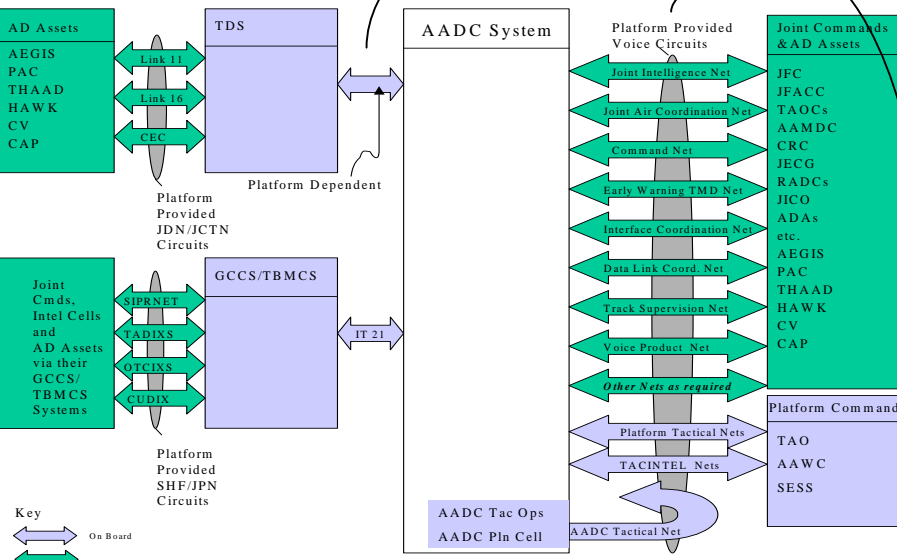 AD Assets
AEGIS
PAC
THAAD
HAWK
CV
CAP
Link 11
Link 16
CEC
TDS
Platform
Provided
JDN/JCTN
Circuits
Platform Dependent
AADC System
Platform Provided
Voice Circuits
Joint Intelligence Net
Joint Air Coordination Net
Command Net
Early Warning TMD Net
Interface Coordination Net
Data Link Coord. Net
Track Supervision Net
Voice Product Net
Other Nets as required
Platform Tactical Nets
TACINTEL Nets
AADC Tactical Net
Joint Commands
& AD Assets
JFC
JFACC
TAOCs
AAMDC
CRC
JECG
RADCs
JICO
ADAs
etc.
AEGIS
PAC
THAAD
HAWK
CV
CAP
Platform Command
TAO
AAWC
SESS
Joint
Cmds,
Intel Cells
and
AD Assets
via their
GCCS/
TBMCS
Systems
SIPRNET
TADIXS
OTCIXS
CUDIX
GCCS/TBMCS
IT 21
Platform
Provided
SHF/JPN
Circuits
AADC Tac Ops
AADC Pln Cell
Key
On Board